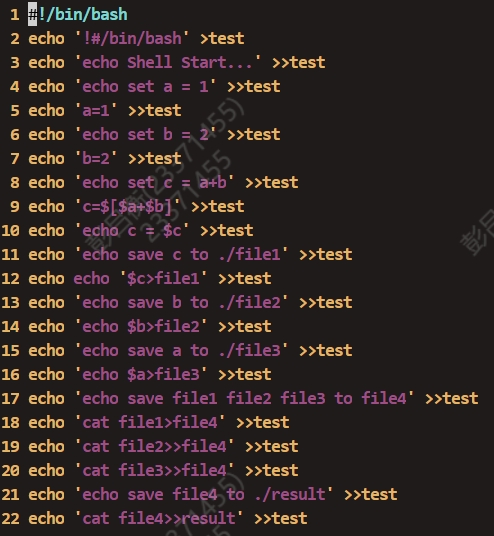 1 #!/bin/bash
2 echo '!#/bin/bash' >test
3 echo 'echo Shell Start...' >>test
4 echo 'echo set a = 1' >>test
5 echo 'a=1' >>test
6 echo 'echo set b = 2' >>test
7 echo 'b=2' >>test
8 echo 'echo set c = a+b' >>test
9 echo 'c=$[$a+$b]' >>test
10 echo 'echo c = $c' >>test
11 echo 'echo save c to ./file1' >>test
12 echo echo '$c>file1' >>test
13 echo 'echo save b to ./file2' >>test
14 echo 'echo $b>file2' >>test
15 echo 'echo save a to ./file3' >>test
16 echo 'echo $a>file3' >>test
17 echo 'echo save file1 file2 file3 to file4' >>test
18 echo 'cat file1>file4' >>test
19 echo 'cat file2>>file4' >>test
20 echo 'cat file3>>file4' >>test
21 echo 'echo save file4 to ./result' >>test
22 echo 'cat file4>>result' >>test
23371455)
23371455